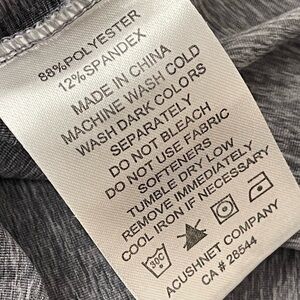 88%POLYESTER
12%SPANDEX
MADE IN CHINA
MACHINE WASH COLD
WASH DARK COLORS
SEPARATELY
DO NOT BLEACH
DO NOT USE FABRIC
SOFTENERS
TUMBLE DRY LOW
REMOVE IMMEDIATELY
COOL IRON IF NECESSARY
30C
ACUSHNET COMPANY
CA # 28544